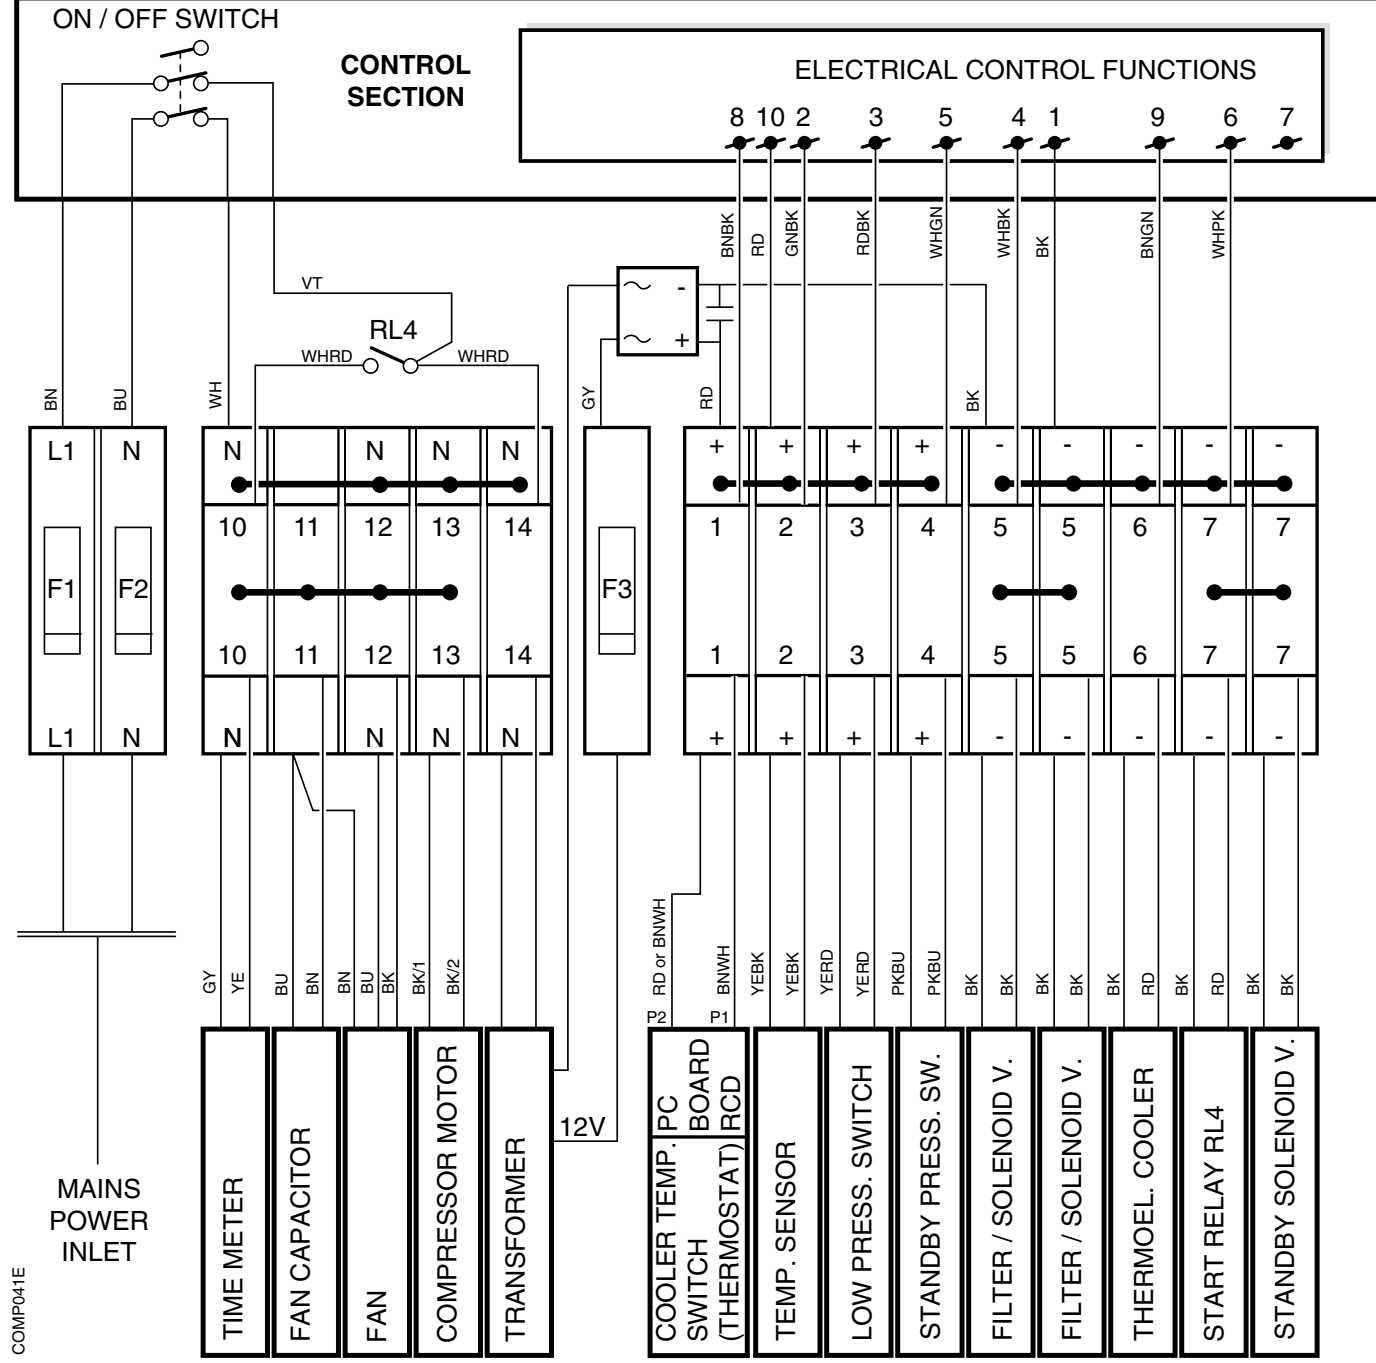 ON / OFF SWITCH
CONTROL
SECTION
ELECTRICAL CONTROL FUNCTIONS
8 10 2 3 5 4 1 9 6 7
BNBK RD GNBK RDBK WHGN WHBK BK BNGN WHPK
VT
RL4
WHRD WHRD
~ -
~ +
BN BU WH GY RD BK
L1 N N N N N + + + + - - - - -
10 11 12 13 14 1 2 3 4 5 5 6 7 7
F1 F2 F3
10 11 12 13 14 1 2 3 4 5 5 6 7 7
L1 N N N N N + + + + - - - - -
GY YE BU BN BN BU BK BK/1 BK/2 RD or BNWH BNWH YEBK YEBK YERD YERD PKBU PKBU BK BK BK BK BK RD BK RD BK BK
P2 P1
12V
MAINS
POWER
INLET
TIME METER
FAN CAPACITOR
FAN
COMPRESSOR MOTOR
TRANSFORMER
PC
BOARD
RCD
COOLER TEMP.
SWITCH
(THERMOSTAT)
TEMP. SENSOR
LOW PRESS. SWITCH
STANDBY PRESS. SW.
FILTER / SOLENOID V.
FILTER / SOLENOID V.
THERMOEL. COOLER
START RELAY RL4
STANDBY SOLENOID V.
COMP041E